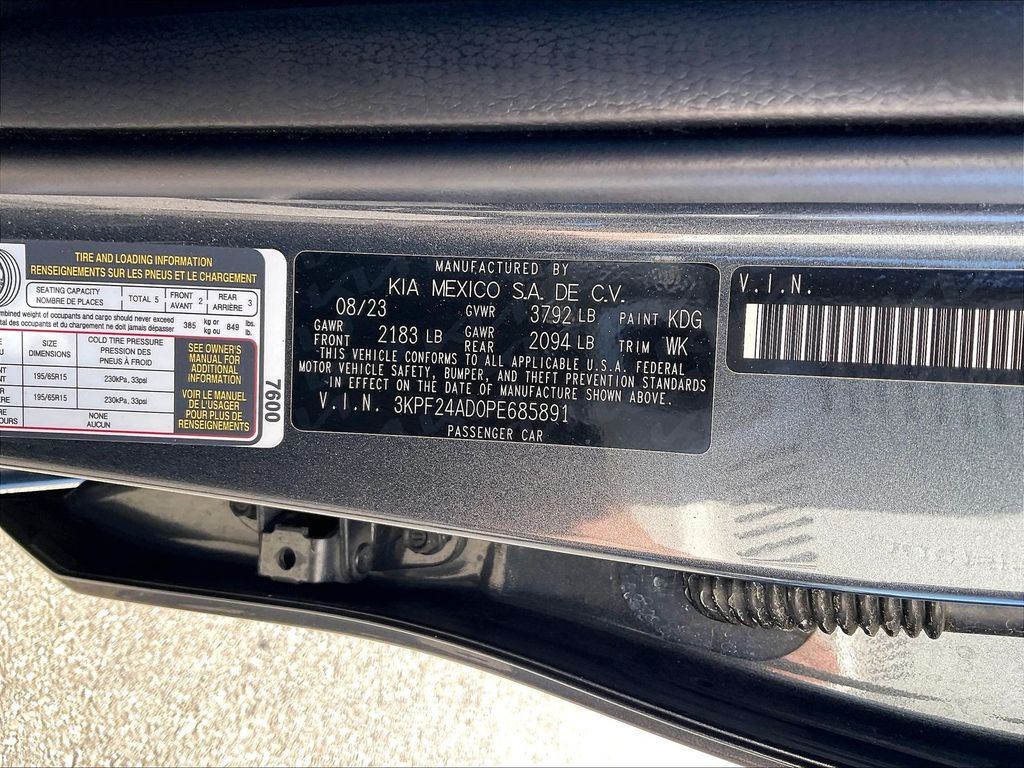 TIRE AND LOADING INFORMATION
RENSEIGNEMENTS SUR LES PNEUS ET LE CHARGEMENT
SEATING CAPACITY
NOMBRE DE PLACES
TOTAL 5
FRONT
AVANT 2
REAR
ARRIÈRE 3
combined weight of occupants and cargo should never exceed
total des occupants et du chargement ne doit jamais dépasser
385 kg or
kg ou 849 lbs.
lb.
SIZE
DIMENSIONS
COLD TIRE PRESSURE
PRESSION DES
PNEUS À FROID
195/65R15
230kPa, 33psi
195/65R15
230kPa, 33psi
NONE
AUCUN
SEE OWNER'S
MANUAL FOR
ADDITIONAL
INFORMATION
VOIR LE MANUEL
DE L'USAGER
POUR PLUS DE
RENSEIGNEMENTS
7600
MANUFACTURED BY
KIA MEXICO S.A. DE C.V.
08/23 GVWR 3792 LB PAINT KDG
GAWR
FRONT 2183 LB GAWR
REAR 2094 LB TRIM WK
THIS VEHICLE CONFORMS TO ALL APPLICABLE U.S.A. FEDERAL
MOTOR VEHICLE SAFETY, BUMPER, AND THEFT PREVENTION STANDARDS
IN EFFECT ON THE DATE OF MANUFACTURE SHOWN ABOVE.
V.I.N. 3KPF24AD0PE685891
PASSENGER CAR
V.I.N.